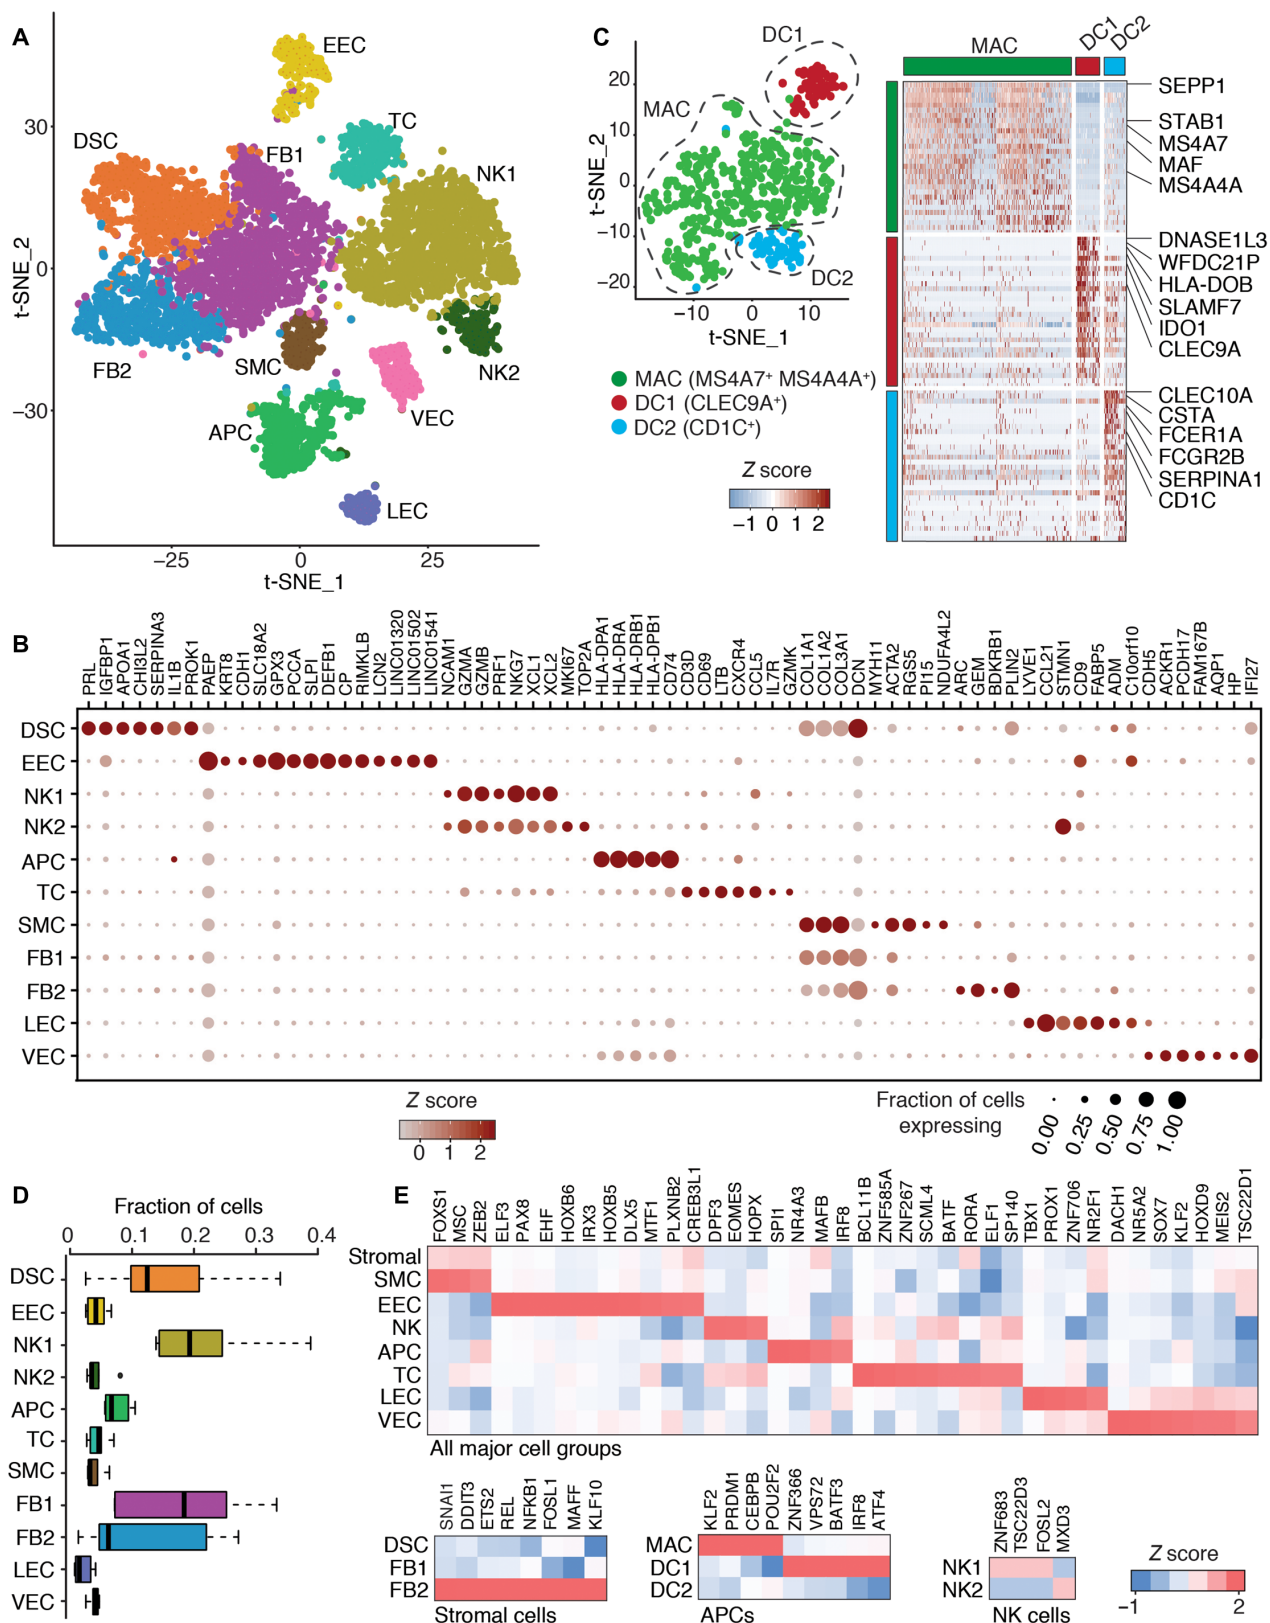 A
EEC
TC
DSC
FB1
NK1
FB2
SMC
NK2
VEC
APC
LEC
30
0
−30
t-SNE_2
−25
0
25
t-SNE_1
C
DC1
MAC
DC2
20
10
0
−10
−20
t-SNE_2
−10
0
10
t-SNE_1
MAC (MS4A7+ MS4A4A+)
DC1 (CLEC9A+)
DC2 (CD1C+)
Z score
−1 0 1 2
MAC
DC1
DC2
SEPP1
STAB1
MS4A7
MAF
MS4A4A
DNASE1L3
WFDC21P
HLA-DOB
SLAMF7
IDO1
CLEC9A
CLEC10A
CSTA
FCER1A
FCGR2B
SERPINA1
CD1C
B
PRL
IGFBP1
APOA1
CHI3L2
SERPINA3
IL1B
PROK1
PAEP
KRT8
CDH1
SLC18A2
GPX3
PCCA
SLPI
DEFB1
CP
RIMKLB
LCN2
LINC01320
LINC01502
LINC01541
NCAM1
GZMA
GZMB
PRF1
NKG7
XCL1
XCL2
MKI67
TOP2A
HLA-DPA1
HLA-DRA
HLA-DRB1
HLA-DPB1
CD74
CD3D
CD69
LTB
CXCR4
CCL5
IL7R
GZMK
COL1A1
COL1A2
COL3A1
DCN
MYH11
ACTA2
RGS5
PI15
NDUFA4L2
ARC
GEM
BDKRB1
PLIN2
LYVE1
CCL21
STMN1
CD9
FABP5
ADM
C10orf10
CDH5
ACKR1
PCDH17
FAM167B
AQP1
HP
IFI27
DSC
EEC
NK1
NK2
APC
TC
SMC
FB1
FB2
LEC
VEC
Z score
0 1 2
Fraction of cells
expressing
0.00
0.25
0.50
0.75
1.00
D
Fraction of cells
0 0.1 0.2 0.3 0.4
DSC
EEC
NK1
NK2
APC
TC
SMC
FB1
FB2
LEC
VEC
E
FOXS1
MSC
ZEB2
ELF3
PAX8
EHF
HOXB6
IRX3
HOXB5
DLX5
MTF1
PLXNB2
CREB3L1
DPF3
EOMES
HOPX
SPI1
NR4A3
MAFB
IRF8
BCL11B
ZNF585A
ZNF267
SCML4
BATF
RORA
ELF1
SP140
TBX1
PROX1
ZNF706
NR2F1
DACH1
NR5A2
SOX7
KLF2
HOXD9
MEIS2
TSC22D1
Stromal
SMC
EEC
NK
APC
TC
LEC
VEC
All major cell groups
SNAI1
DDIT3
ETS2
REL
NFKB1
FOSL1
MAFF
KLF10
DSC
FB1
FB2
Stromal cells
KLF2
PRDM1
CEBPB
POU2F2
ZNF366
VPS72
BATF3
IRF8
ATF4
MAC
DC1
DC2
APCs
ZNF683
TSC22D3
FOSL2
MXD3
NK1
NK2
NK cells
Z score
−1 2